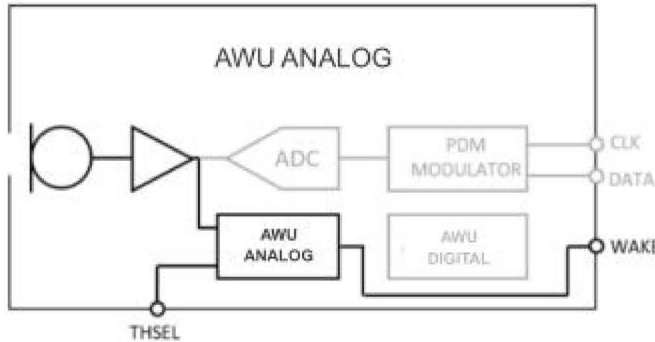 AWU ANALOG
ADC
PDM
MODULATOR
CLK
DATA
AWU
ANALOG
AWU
DIGITAL
WAKE
THSEL